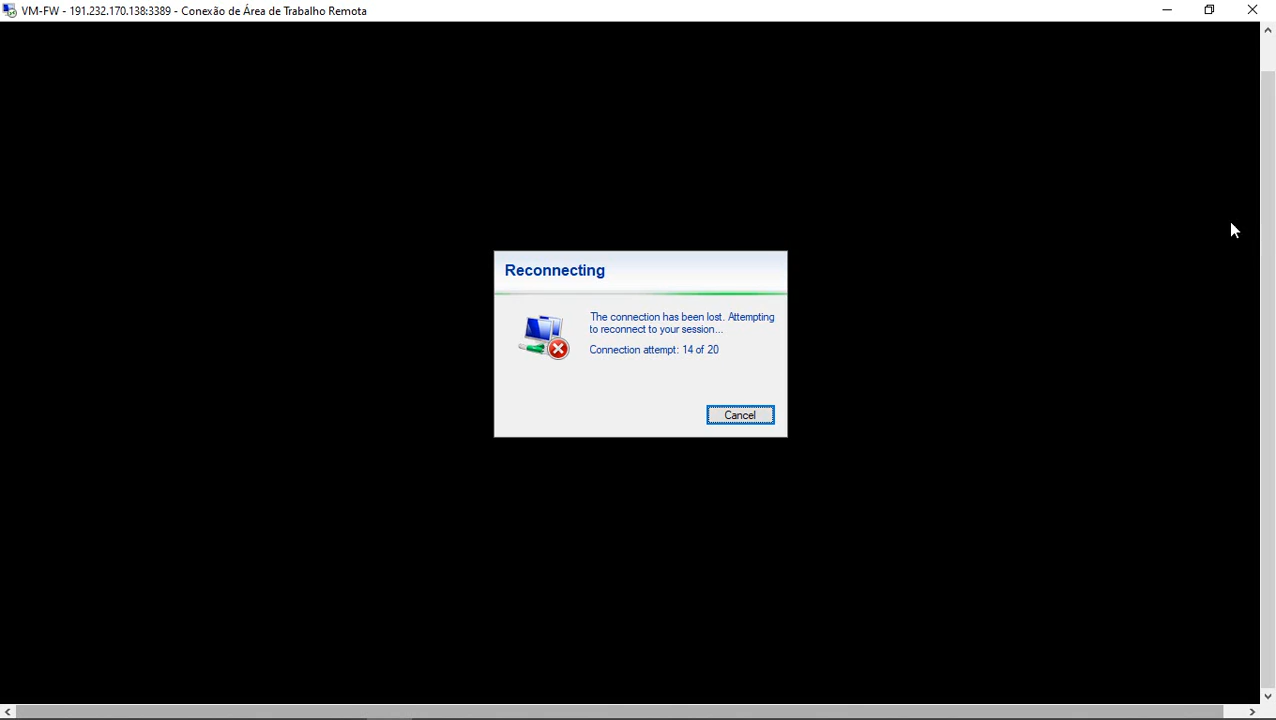 VM-FW - 191.232.170.138:3389 - Conexão de Área de Trabalho Remota
Reconnecting
The connection has been lost. Attempting
to reconnect to your session...
Connection attempt: 14 of 20
Cancel